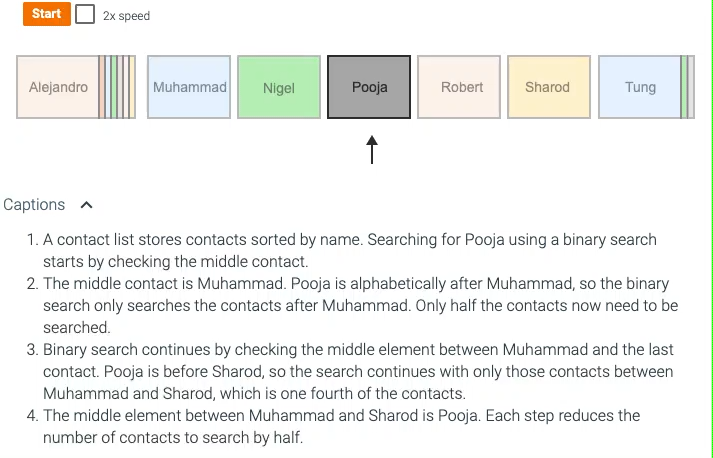 Start 2x speed
Alejandro Muhammad Nigel Pooja Robert Sharod Tung
Captions
1. A contact list stores contacts sorted by name. Searching for Pooja using a binary search
starts by checking the middle contact.
2. The middle contact is Muhammad. Pooja is alphabetically after Muhammad, so the binary
search only searches the contacts after Muhammad. Only half the contacts now need to be
searched.
3. Binary search continues by checking the middle element between Muhammad and the last
contact. Pooja is before Sharod, so the search continues with only those contacts between
Muhammad and Sharod, which is one fourth of the contacts.
4. The middle element between Muhammad and Sharod is Pooja. Each step reduces the
number of contacts to search by half.